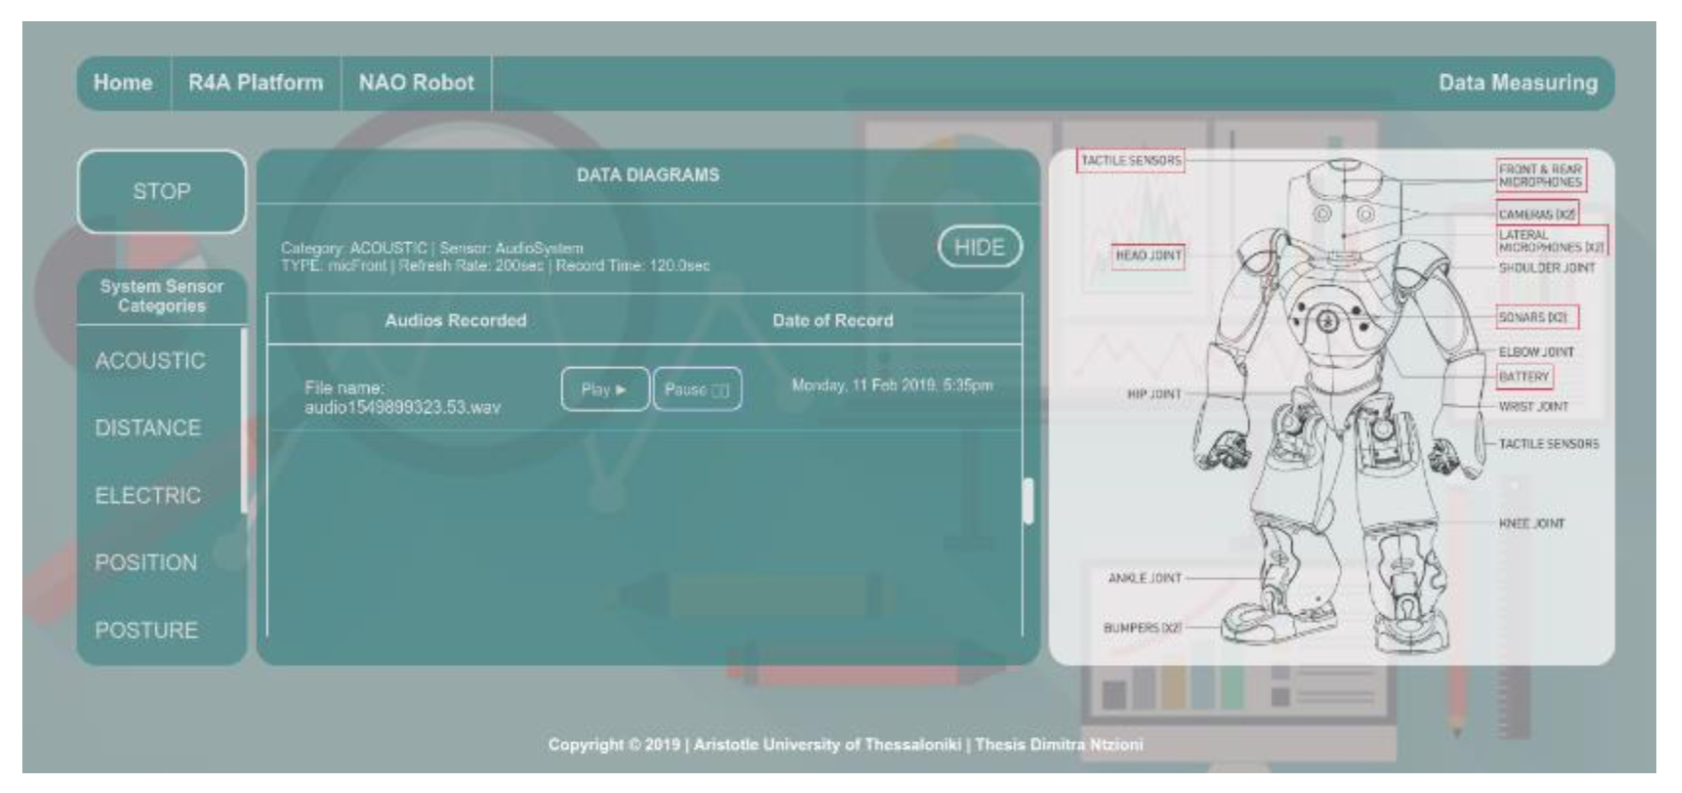 Home
R4A Platform
NAO Robot
Data Measuring
STOP
System Sensor
Categories
ACOUSTIC
DISTANCE
ELECTRIC
POSITION
POSTURE
DATA DIAGRAMS
Category: ACOUSTIC | Sensor: AudioSystem
TYPE: micFront | Refresh Rate: 200sec | Record Time: 120.0sec
HIDE
Audios Recorded
Date of Record
File name:
audio1549899323.53.wav
Play ►
Pause
Monday, 11 Feb 2019, 5:35pm
TACTILE SENSORS
HEAD JOINT
HIP JOINT
ANKLE JOINT
BUMPERS [X2]
FRONT & REAR
MICROPHONES
CAMERAS [X2]
LATERAL
MICROPHONES [X2]
SHOULDER JOINT
SONARS [X2]
ELBOW JOINT
BATTERY
WRIST JOINT
TACTILE SENSORS
KNEE JOINT
Copyright © 2019 | Aristotle University of Thessaloniki | Thesis Dimitra Ntzioni